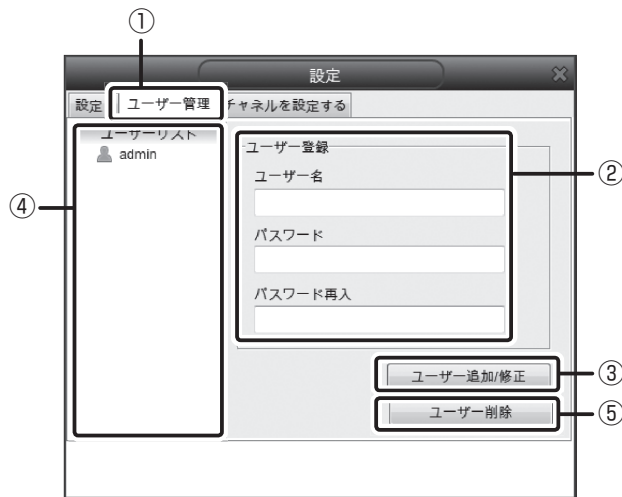 ①
設定
設定 ユーザー管理 チャネルを設定する
ユーザーリスト
admin
ユーザー登録
ユーザー名
パスワード
パスワード再入
②
④
ユーザー追加/修正
③
ユーザー削除
⑤